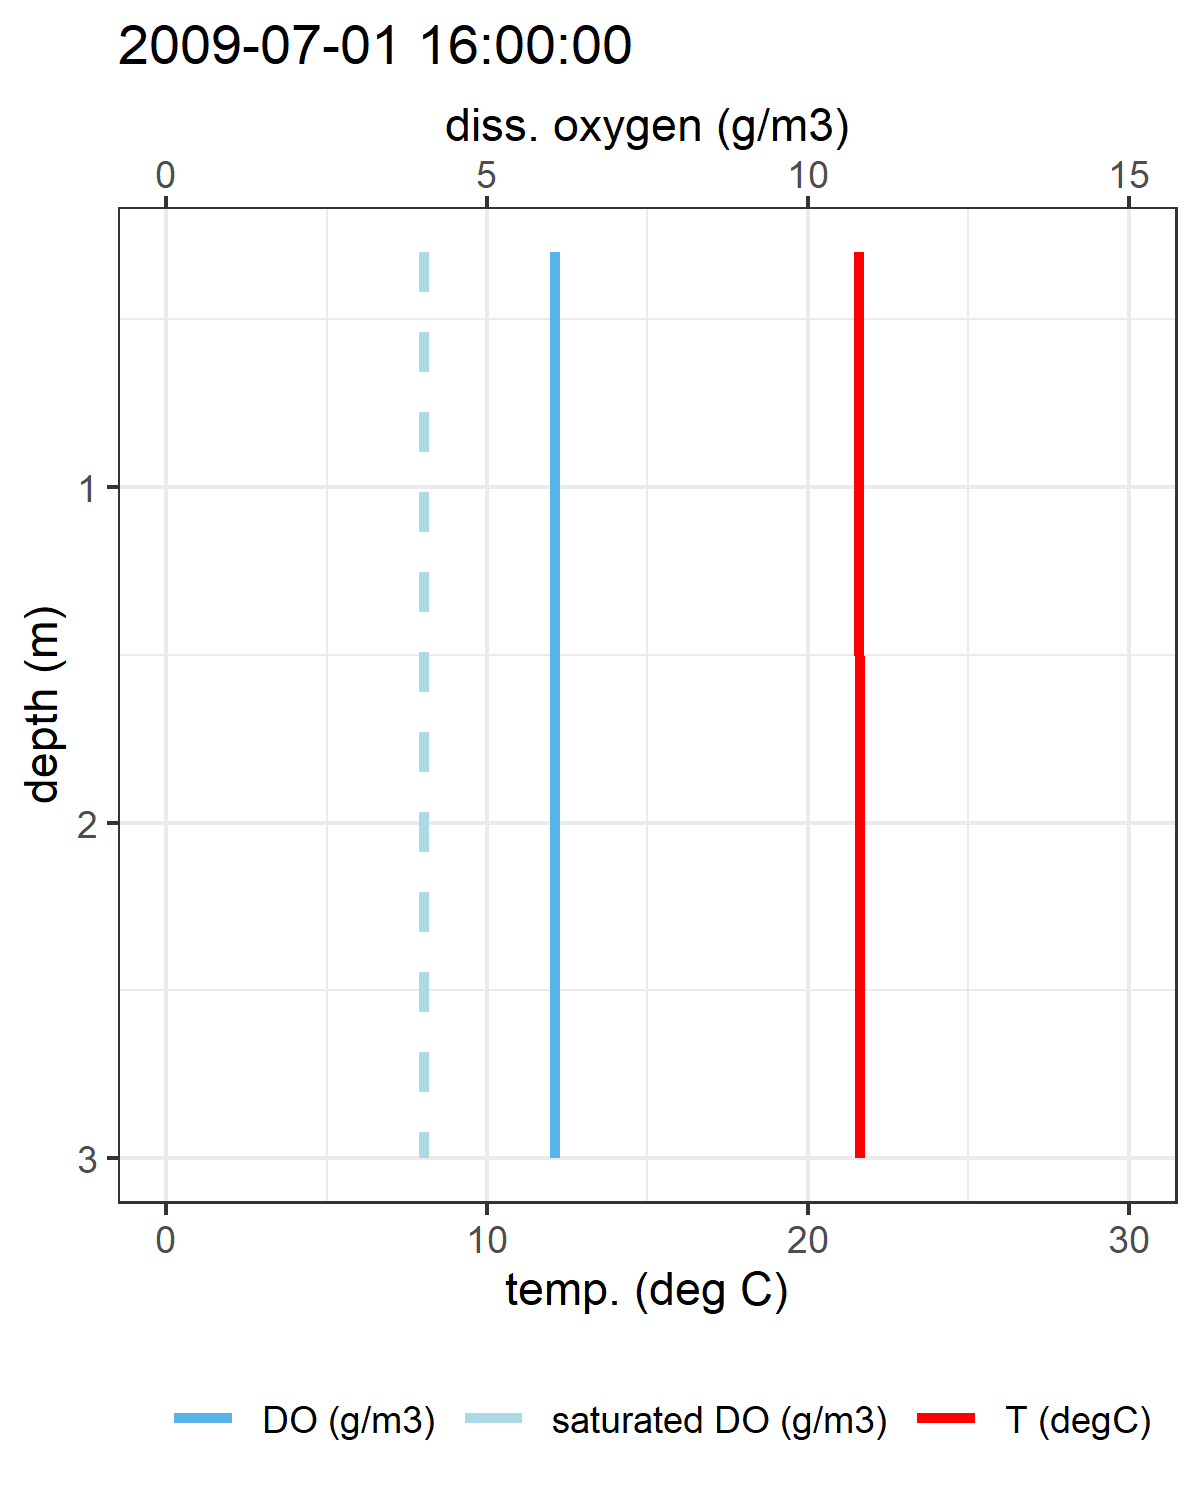 2009-07-01 16:00:00
diss. oxygen (g/m3)
0 5 10 15
depth (m)
1
2
3
0 10 20 30
temp. (deg C)
DO (g/m3) saturated DO (g/m3) T (degC)